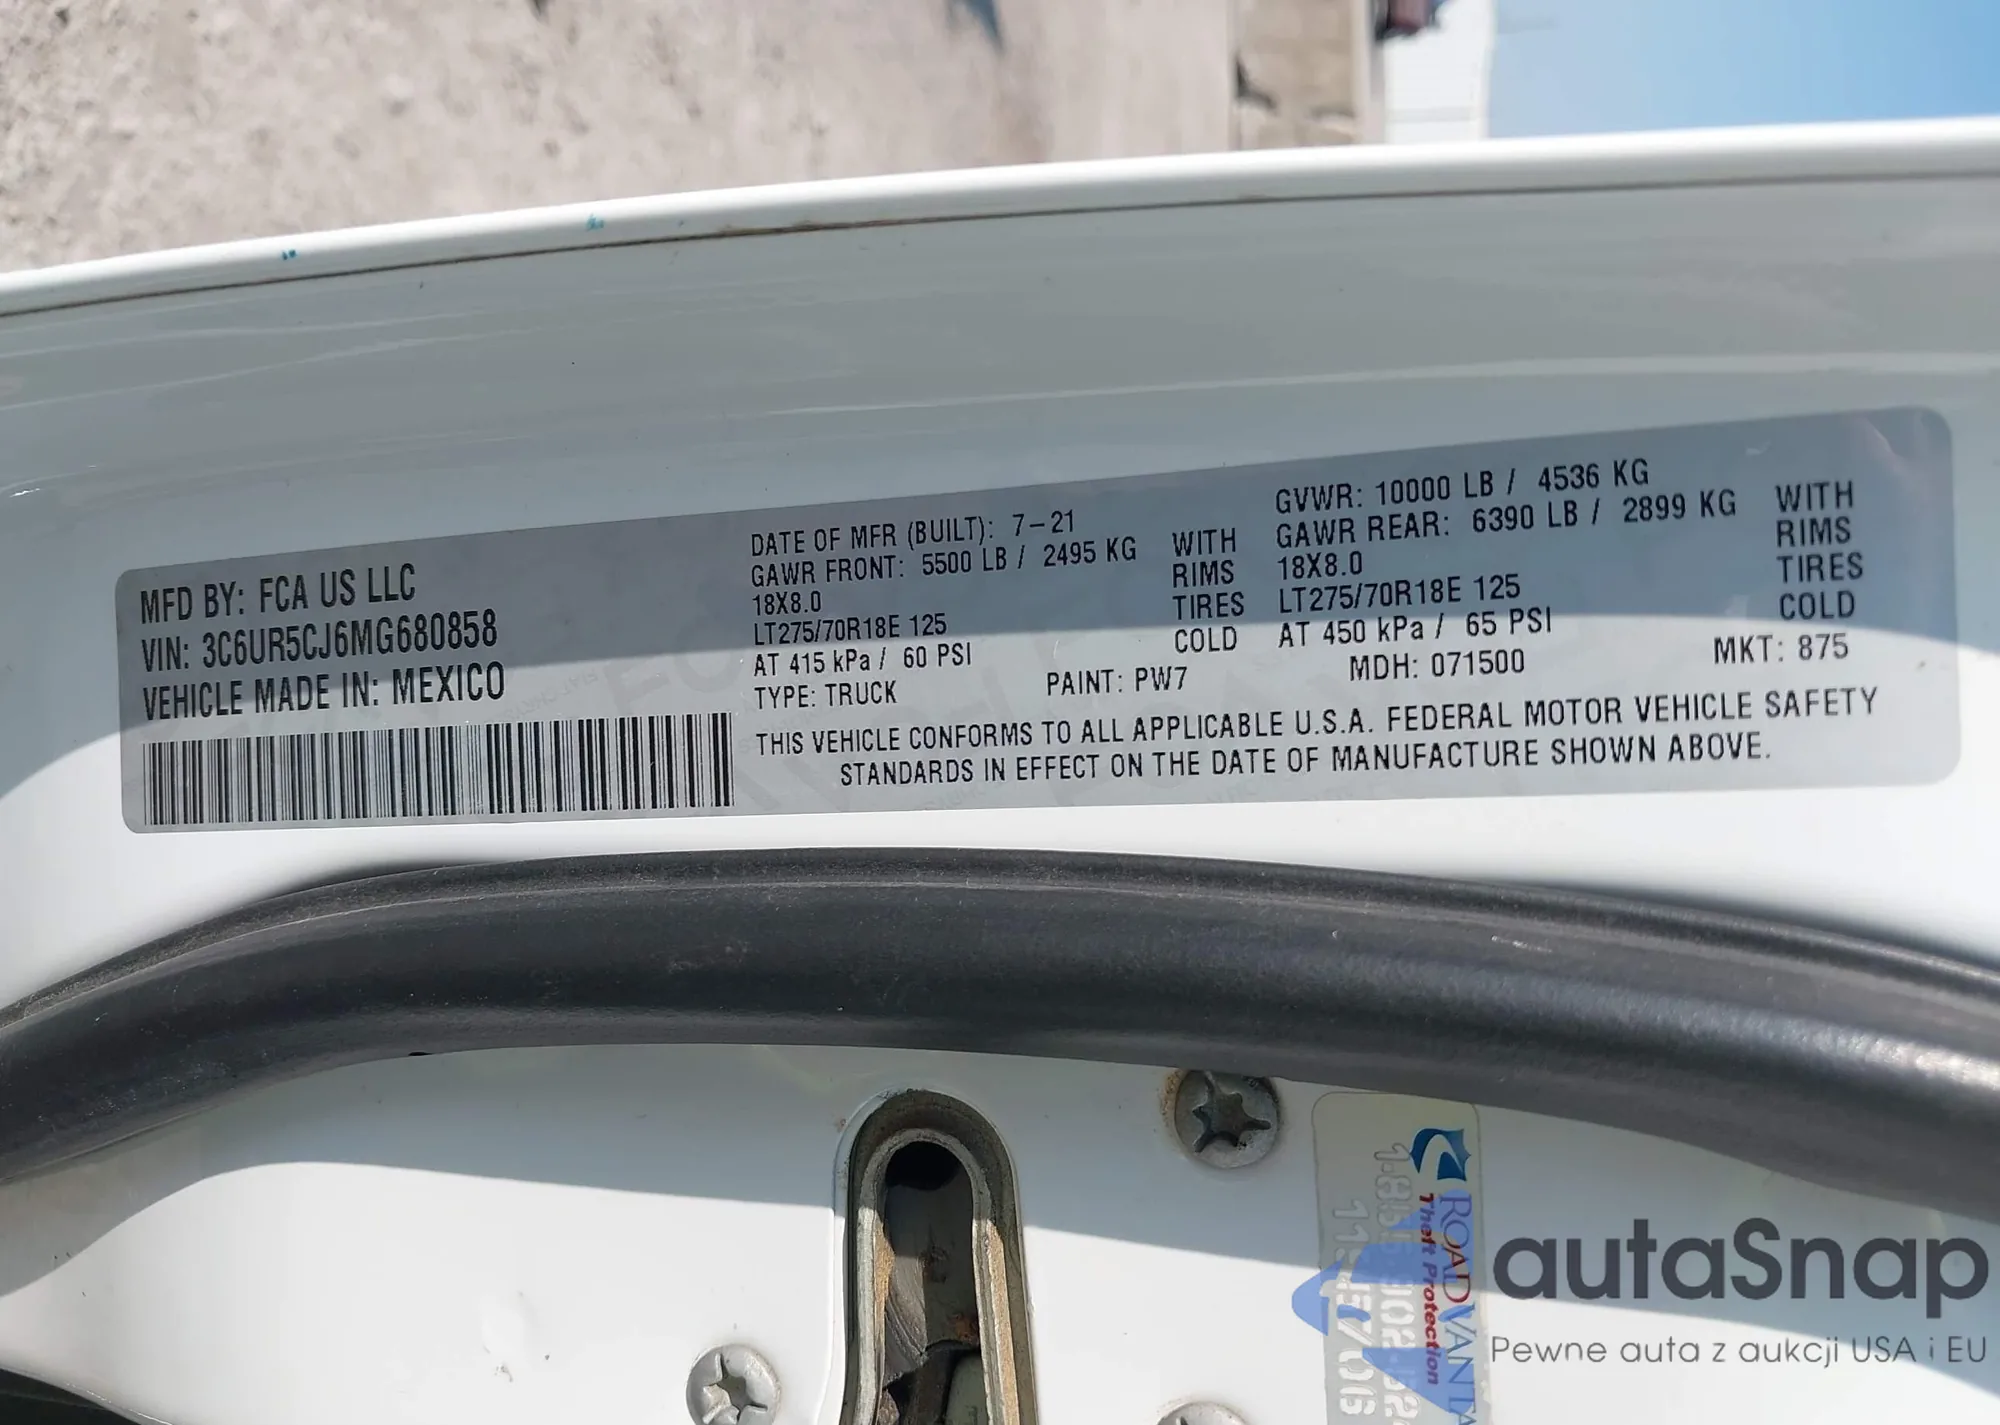 MFD BY: FCA US LLC
VIN: 3C6UR5CJ6MG680858
VEHICLE MADE IN: MEXICO
DATE OF MFR (BUILT): 7-21
GAWR FRONT: 5500 LB / 2495 KG WITH
18X8.0 RIMS
LT275/70R18E 125 TIRES
AT 415 kPa / 60 PSI COLD
TYPE: TRUCK PAINT: PW7
GVWR: 10000 LB / 4536 KG
GAWR REAR: 6390 LB / 2899 KG WITH
18X8.0 RIMS
LT275/70R18E 125 TIRES
AT 450 kPa / 65 PSI COLD
MDH: 071500 MKT: 875
THIS VEHICLE CONFORMS TO ALL APPLICABLE U.S.A. FEDERAL MOTOR VEHICLE SAFETY
STANDARDS IN EFFECT ON THE DATE OF MANUFACTURE SHOWN ABOVE.
Theft Protection
autaSnap
Pewne auta z aukcji USA i EU